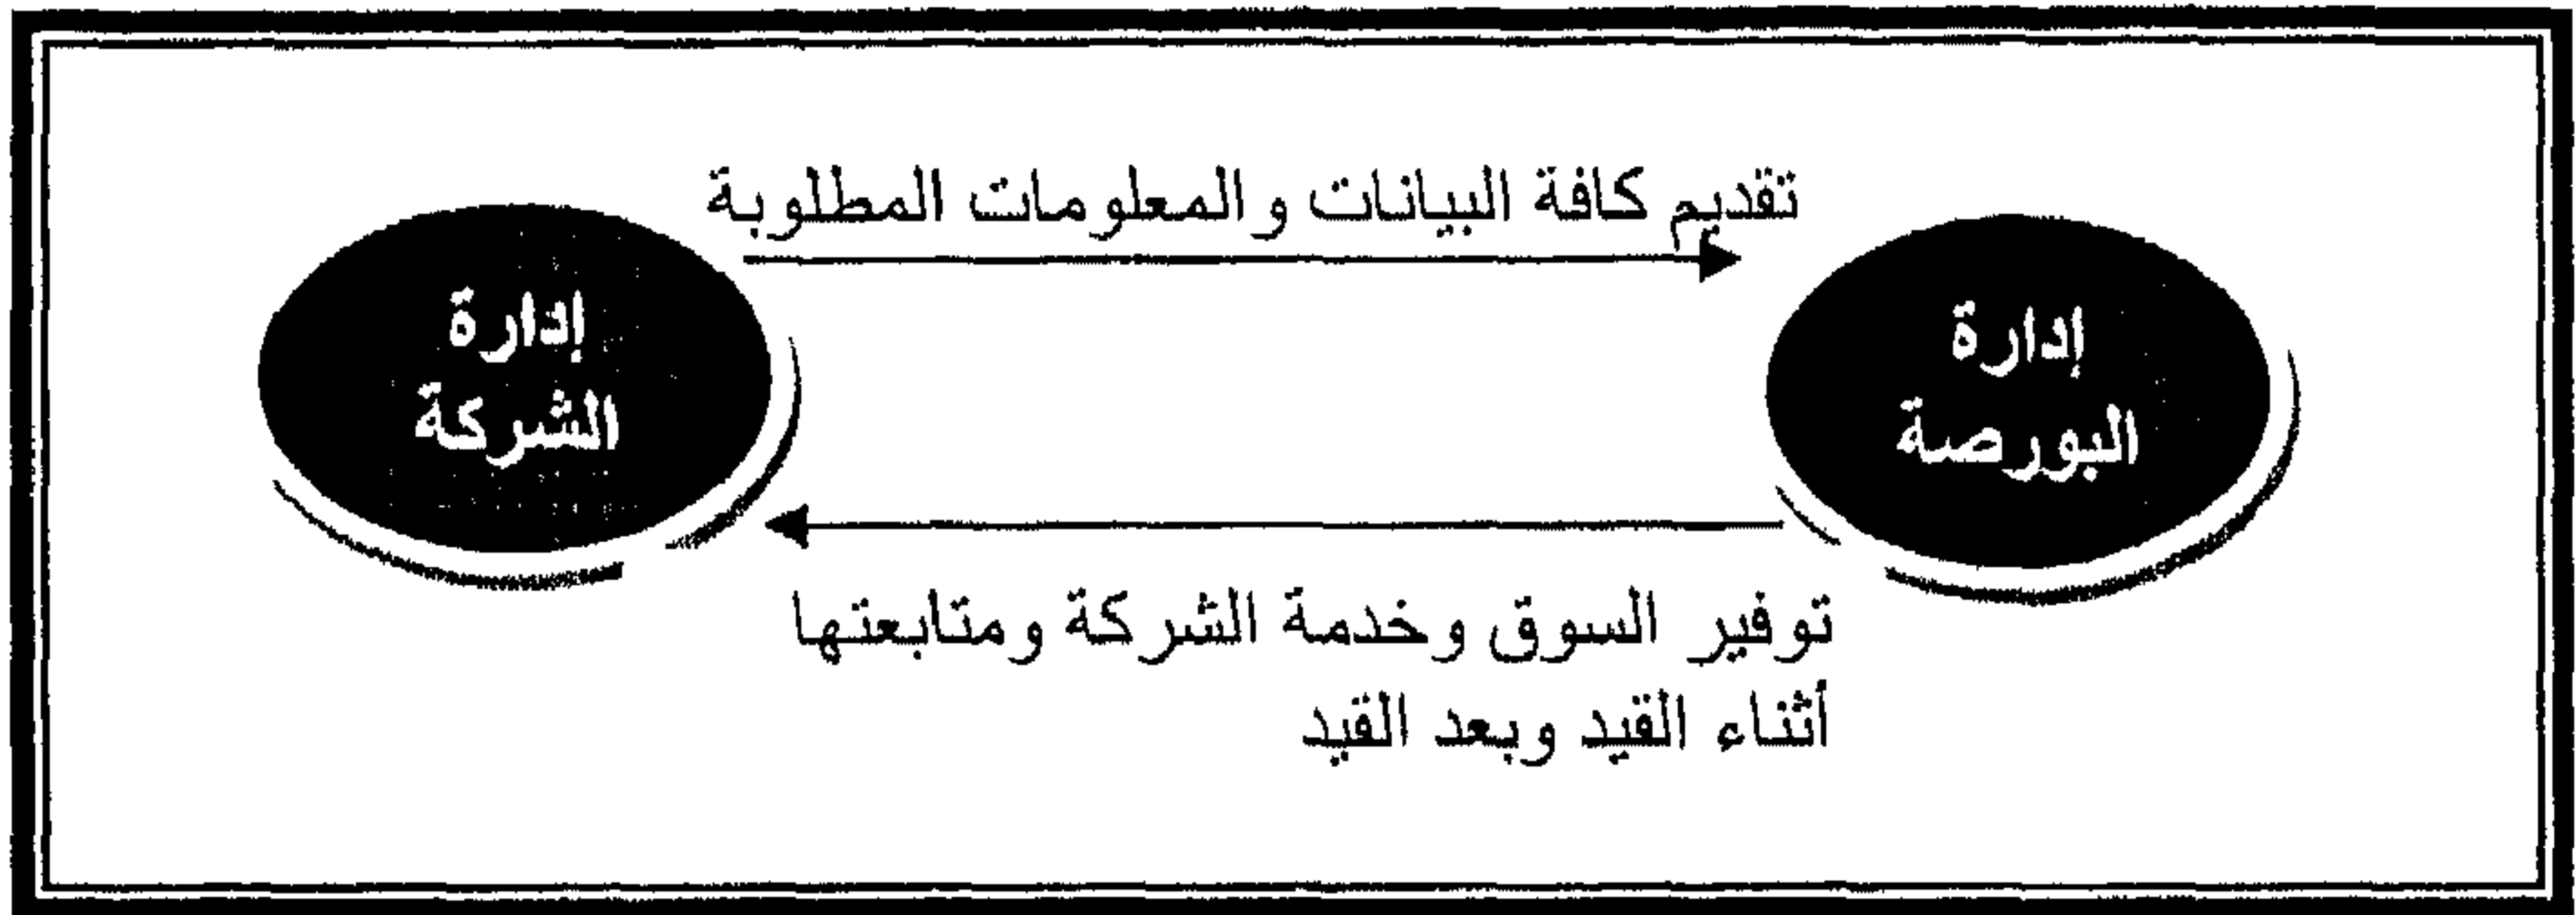 تقديم كافة البيانات والمعلومات المطلوبة
إدارة
البورصة
إدارة
الشركة
توفير السوق وخدمة الشركة ومتابعتها
أثناء القيد وبعد القيد